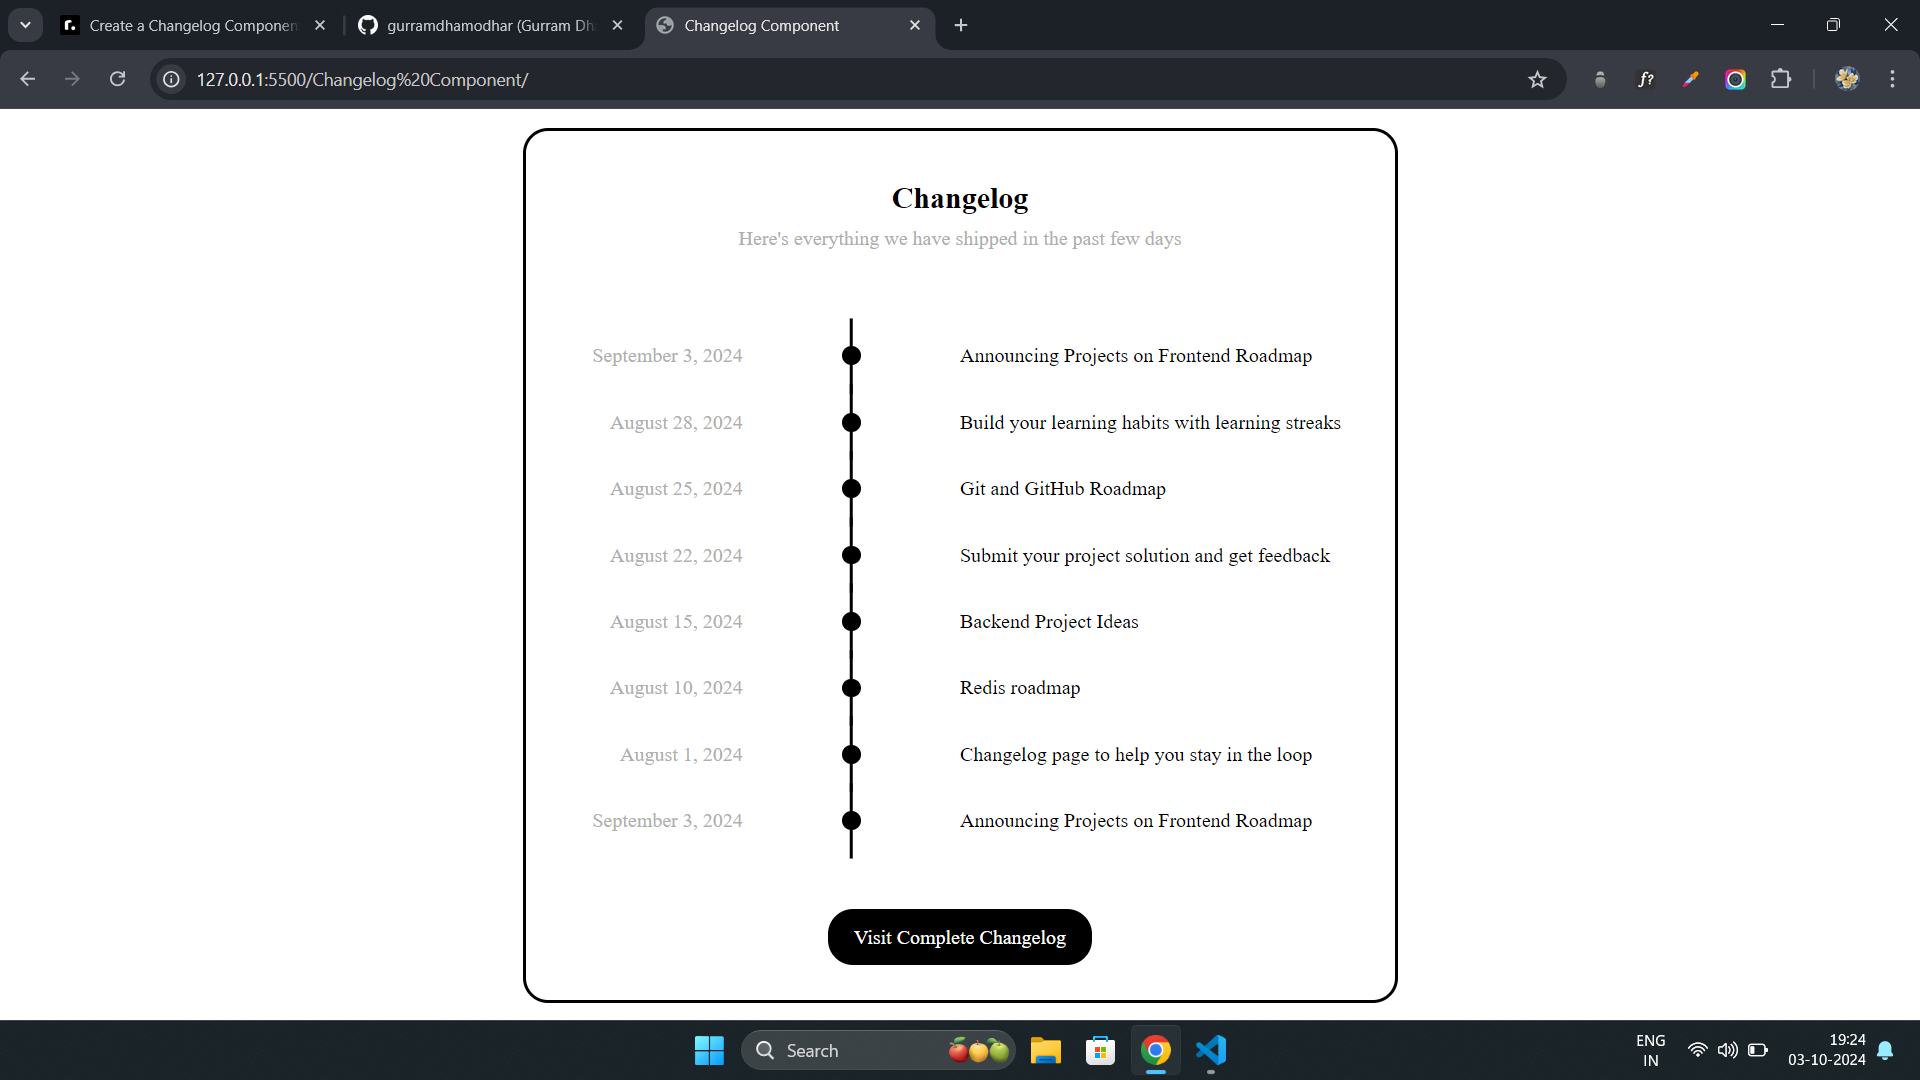 Create a Changelog Componen
gurramdhamodhar (Gurram Dh
Changelog Component
127.0.0.1:5500/Changelog%20Component/
f?
Changelog
Here's everything we have shipped in the past few days
September 3, 2024 Announcing Projects on Frontend Roadmap
August 28, 2024 Build your learning habits with learning streaks
August 25, 2024 Git and GitHub Roadmap
August 22, 2024 Submit your project solution and get feedback
August 15, 2024 Backend Project Ideas
August 10, 2024 Redis roadmap
August 1, 2024 Changelog page to help you stay in the loop
September 3, 2024 Announcing Projects on Frontend Roadmap
Visit Complete Changelog
Search
ENG
IN
19:24
03-10-2024